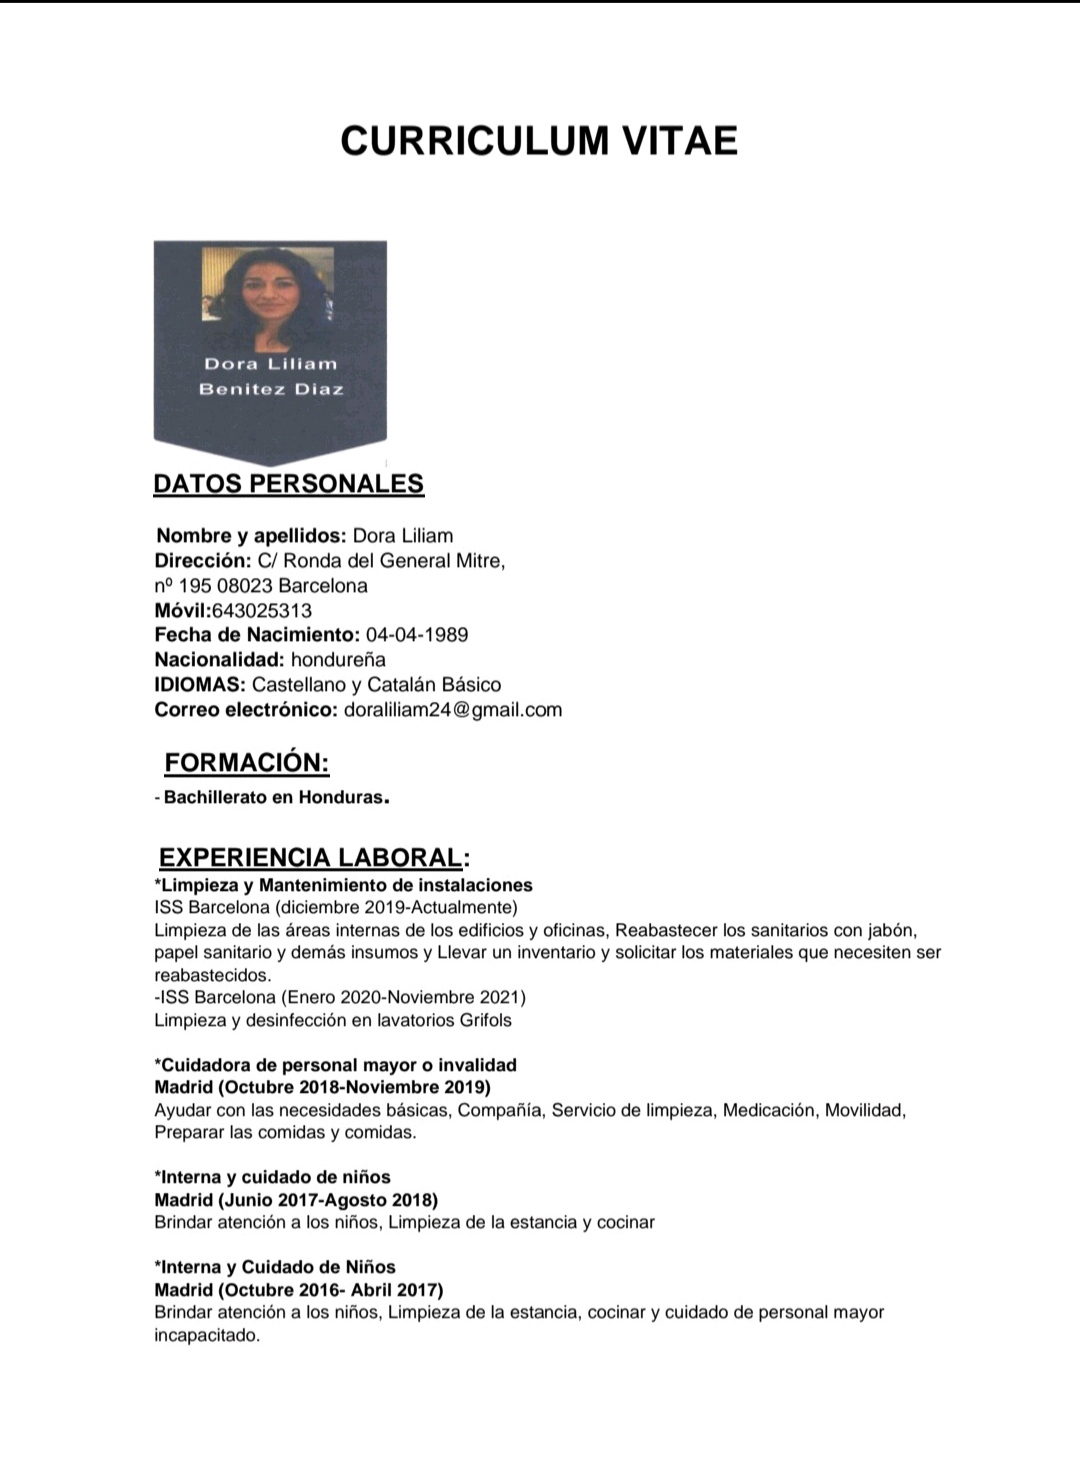 CURRICULUM VITAE
Dora Liliam
Benitez Diaz
DATOS PERSONALES
Nombre y apellidos: Dora Liliam
Dirección: C/ Ronda del General Mitre,
nº 195 08023 Barcelona
Móvil:643025313
Fecha de Nacimiento: 04-04-1989
Nacionalidad: hondureña
IDIOMAS: Castellano y Catalán Básico
Correo electrónico: doraliliam24@gmail.com
FORMACIÓN:
- Bachillerato en Honduras.
EXPERIENCIA LABORAL:
*Limpieza y Mantenimiento de instalaciones
ISS Barcelona (diciembre 2019-Actualmente)
Limpieza de las áreas internas de los edificios y oficinas, Reabastecer los sanitarios con jabón,
papel sanitario y demás insumos y Llevar un inventario y solicitar los materiales que necesiten ser
reabastecidos.
-ISS Barcelona (Enero 2020-Noviembre 2021)
Limpieza y desinfección en lavatorios Grifols
*Cuidadora de personal mayor o invalidad
Madrid (Octubre 2018-Noviembre 2019)
Ayudar con las necesidades básicas, Compañía, Servicio de limpieza, Medicación, Movilidad,
Preparar las comidas y comidas.
*Interna y cuidado de niños
Madrid (Junio 2017-Agosto 2018)
Brindar atención a los niños, Limpieza de la estancia y cocinar
*Interna y Cuidado de Niños
Madrid (Octubre 2016- Abril 2017)
Brindar atención a los niños, Limpieza de la estancia, cocinar y cuidado de personal mayor
incapacitado.